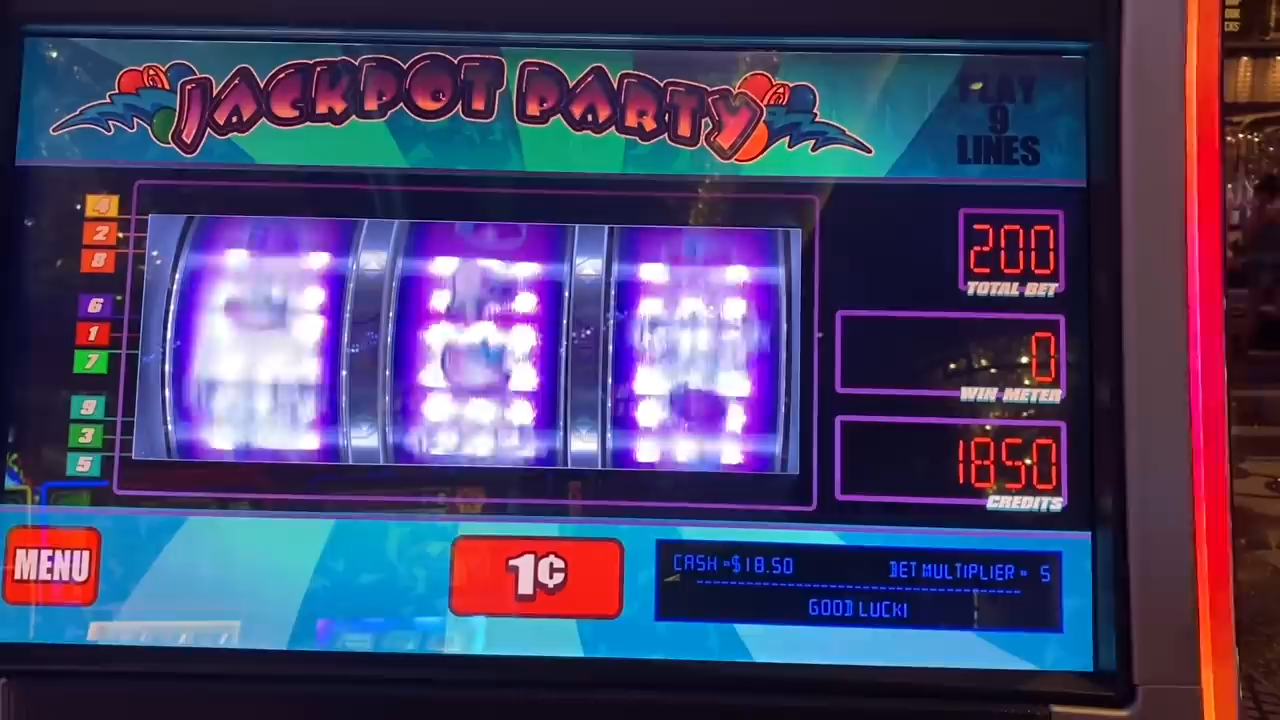 JACKPOT PARTY
PLAY
9
LINES
4
2
8
6
1
7
9
3
5
200
TOTAL BET
0
WIN METER
1850
CREDITS
MENU
1¢
CASH =$18.50
BET MULTIPLIER = 5
GOOD LUCK!